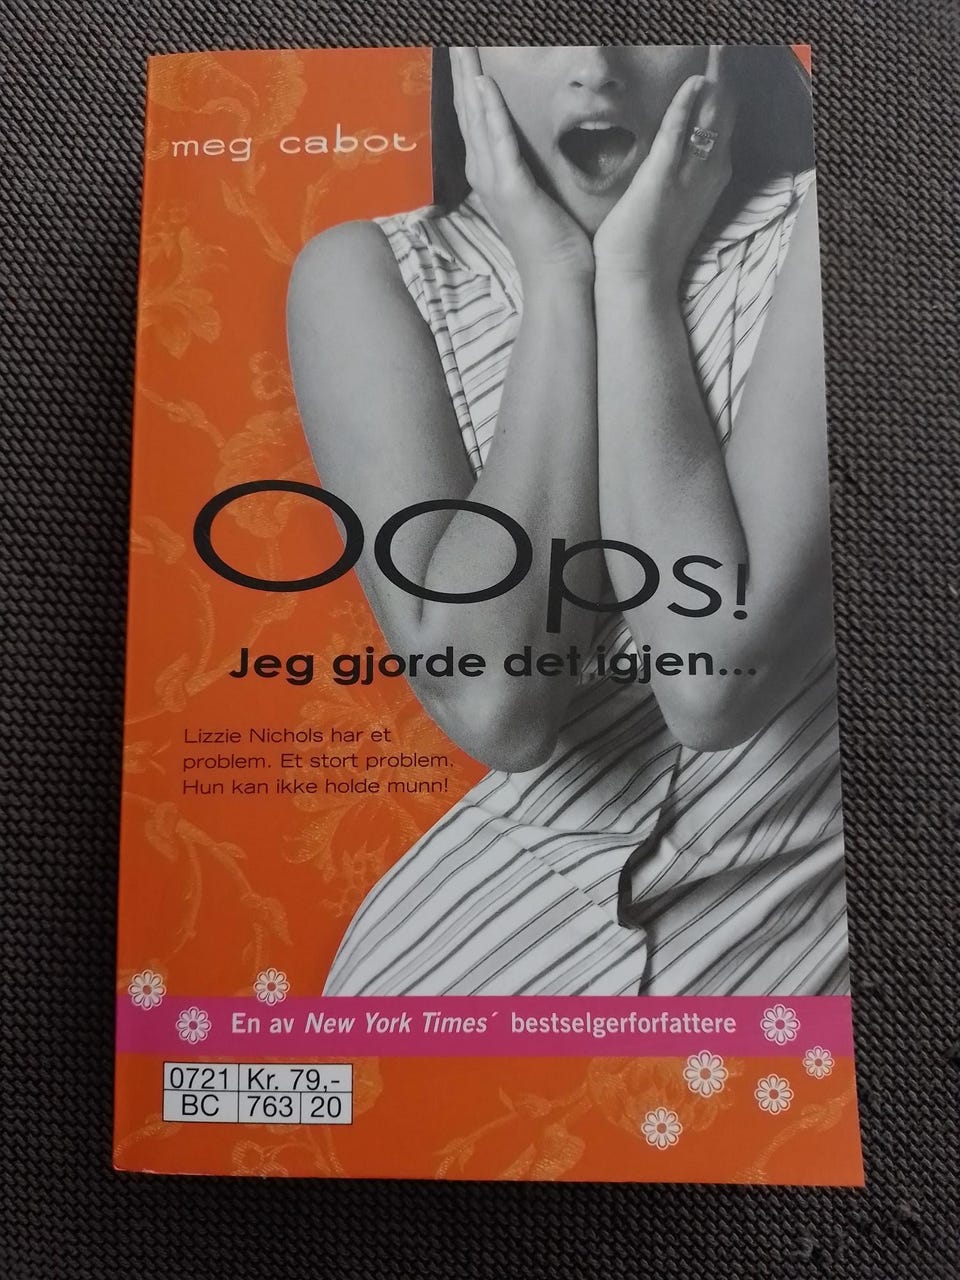 meg cabot
Oops!
Jeg gjorde det igjen...
Lizzie Nichols har et
problem. Et stort problem.
Hun kan ikke holde munn!
En av New York Times´ bestselgerforfattere
0721 Kr. 79,-
BC 763 20